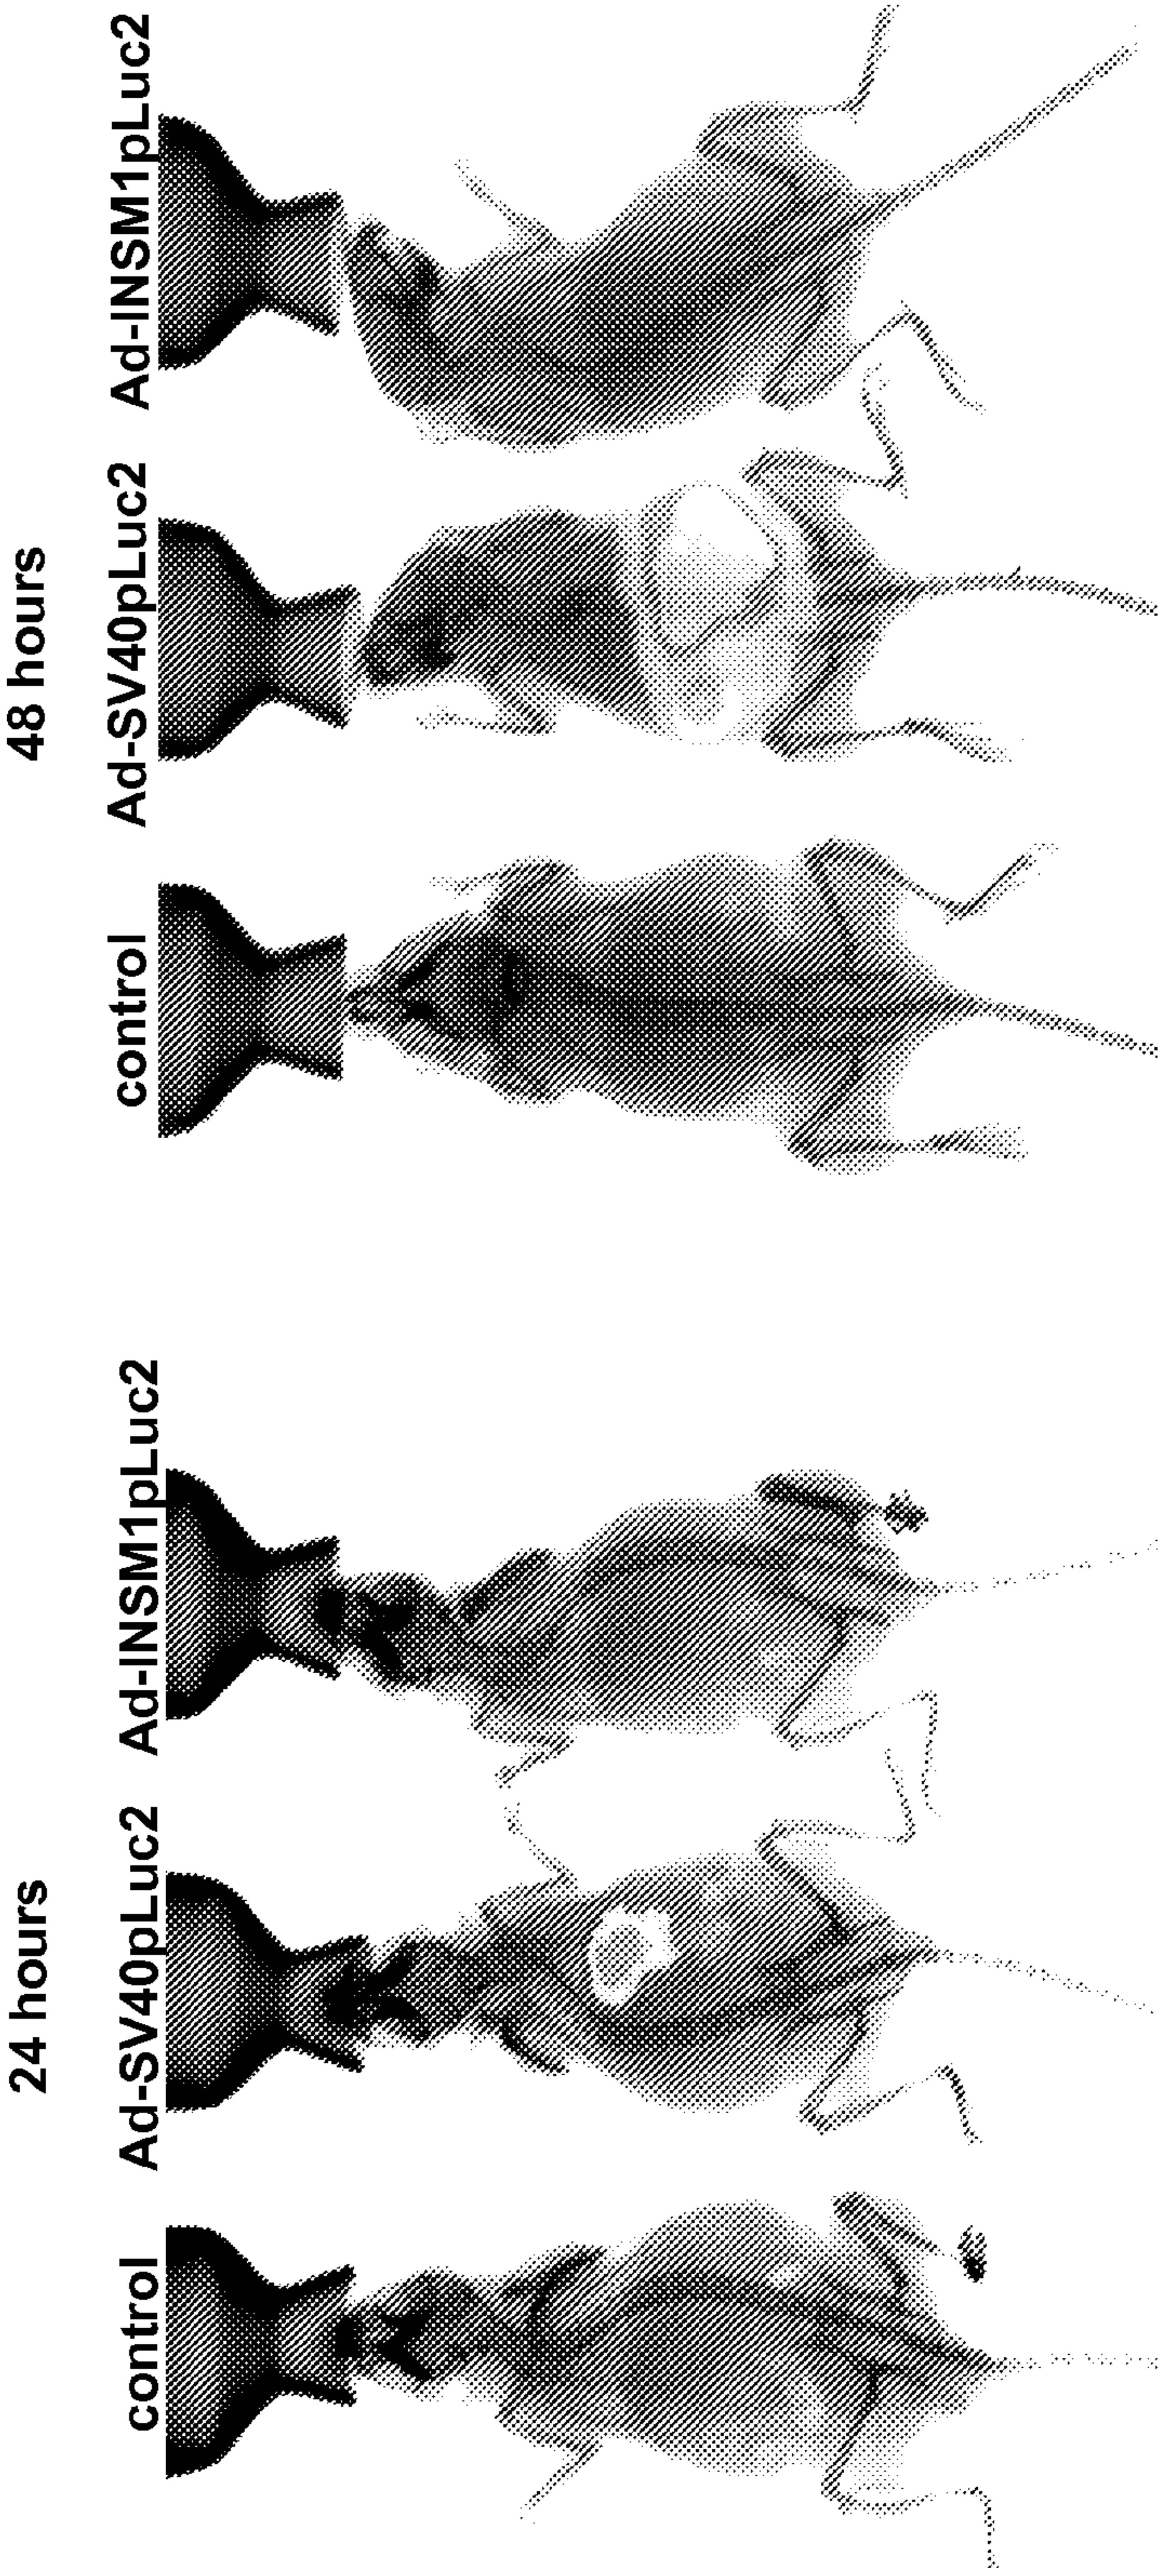 24 hours
control
Ad-SV40pLuc2
Ad-INSM1pLuc2
48 hours
control
Ad-SV40pLuc2
Ad-INSM1pLuc2